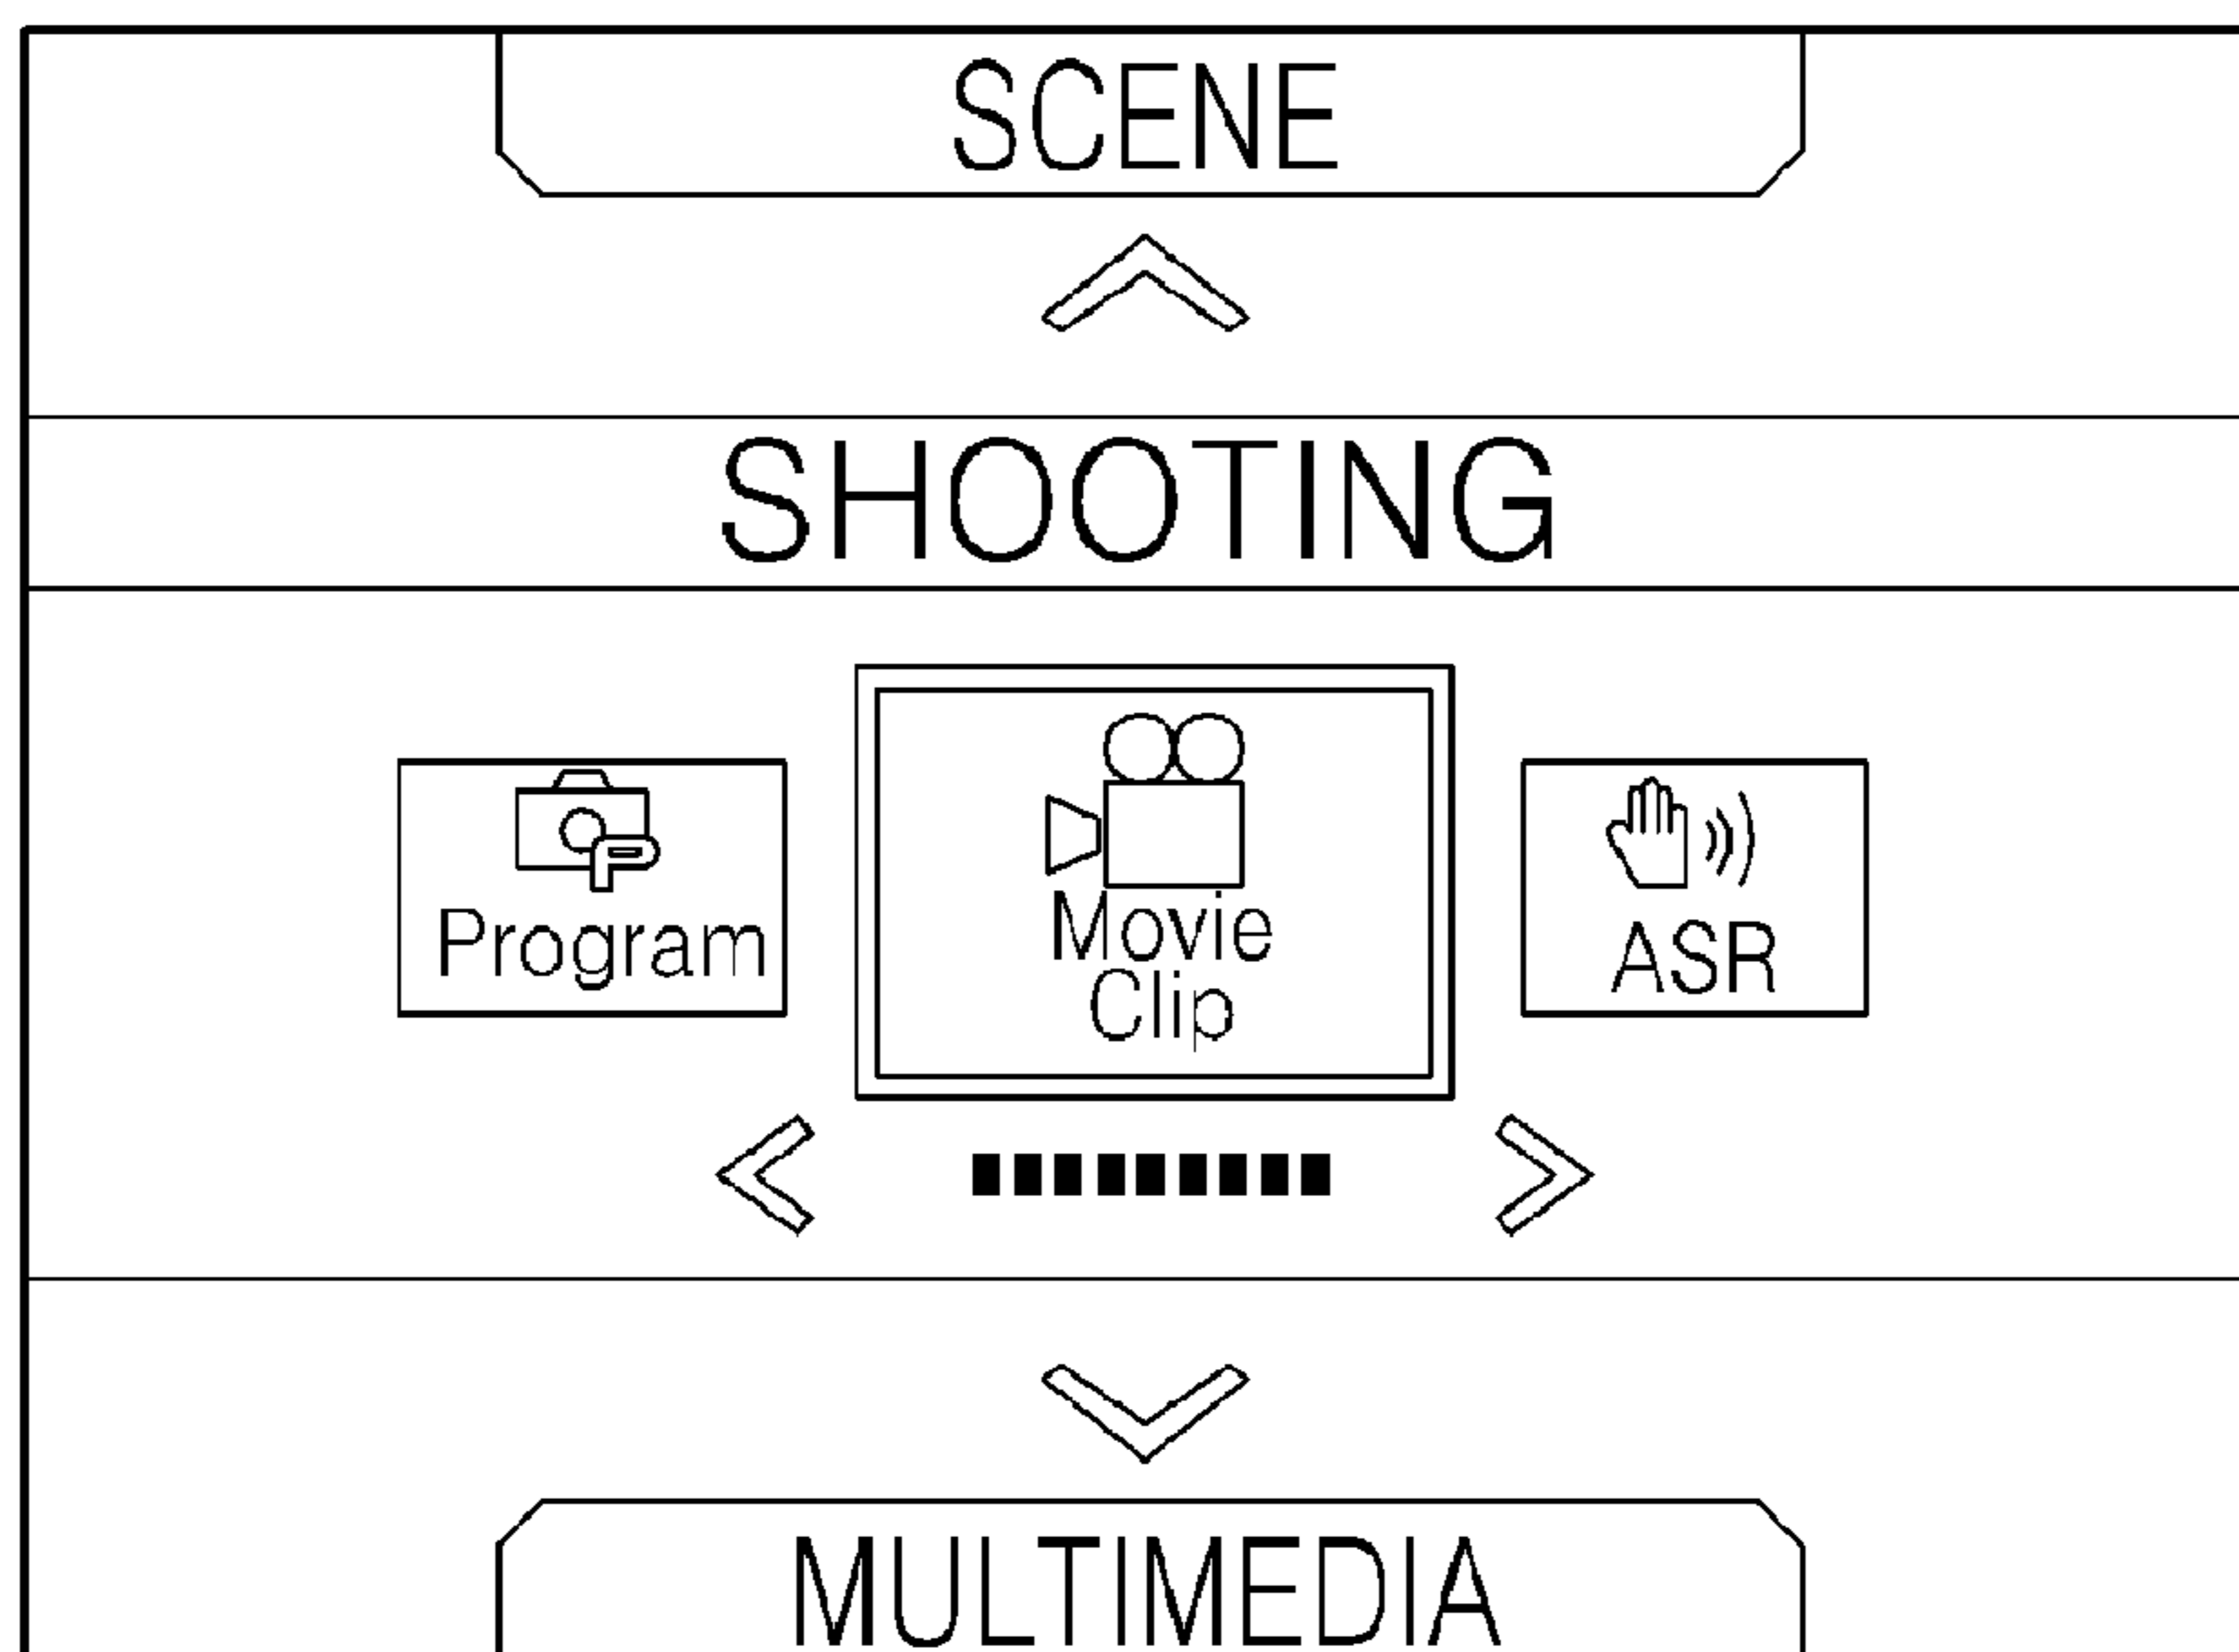 SCENE
SHOOTING
Program
Movie
Clip
ASR
MULTIMEDIA